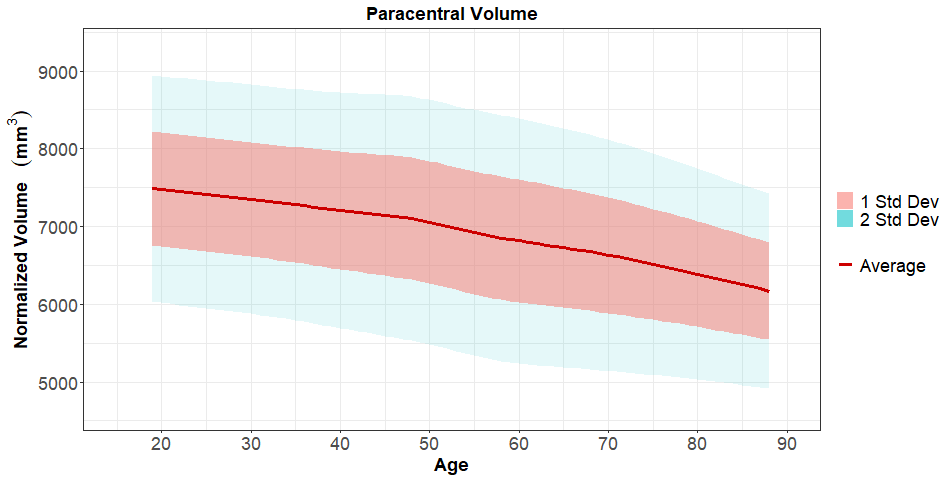 Paracentral Volume
Normalized Volume (mm³)
9000
8000
7000
6000
5000
20 30 40 50 60 70 80 90
Age
1 Std Dev
2 Std Dev
Average